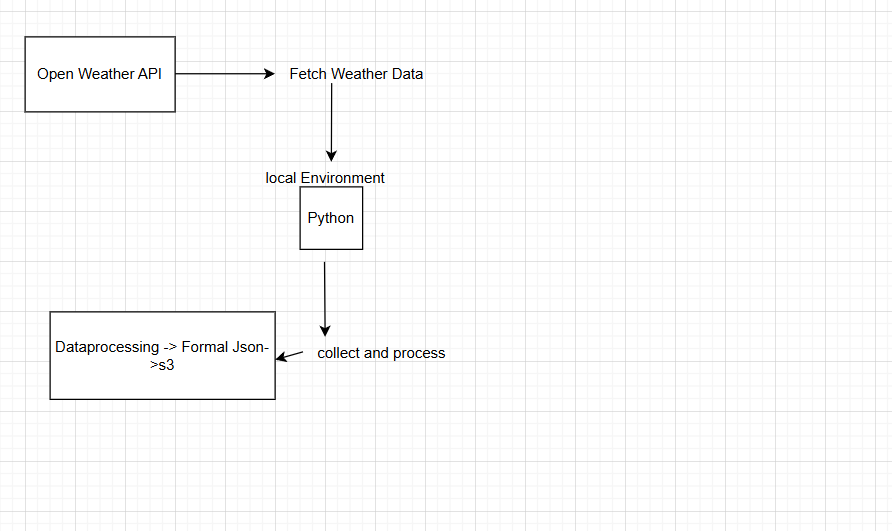 Open Weather API
Fetch Weather Data
local Environment
Python
collect and process
Dataprocessing -> Formal Json-
>s3